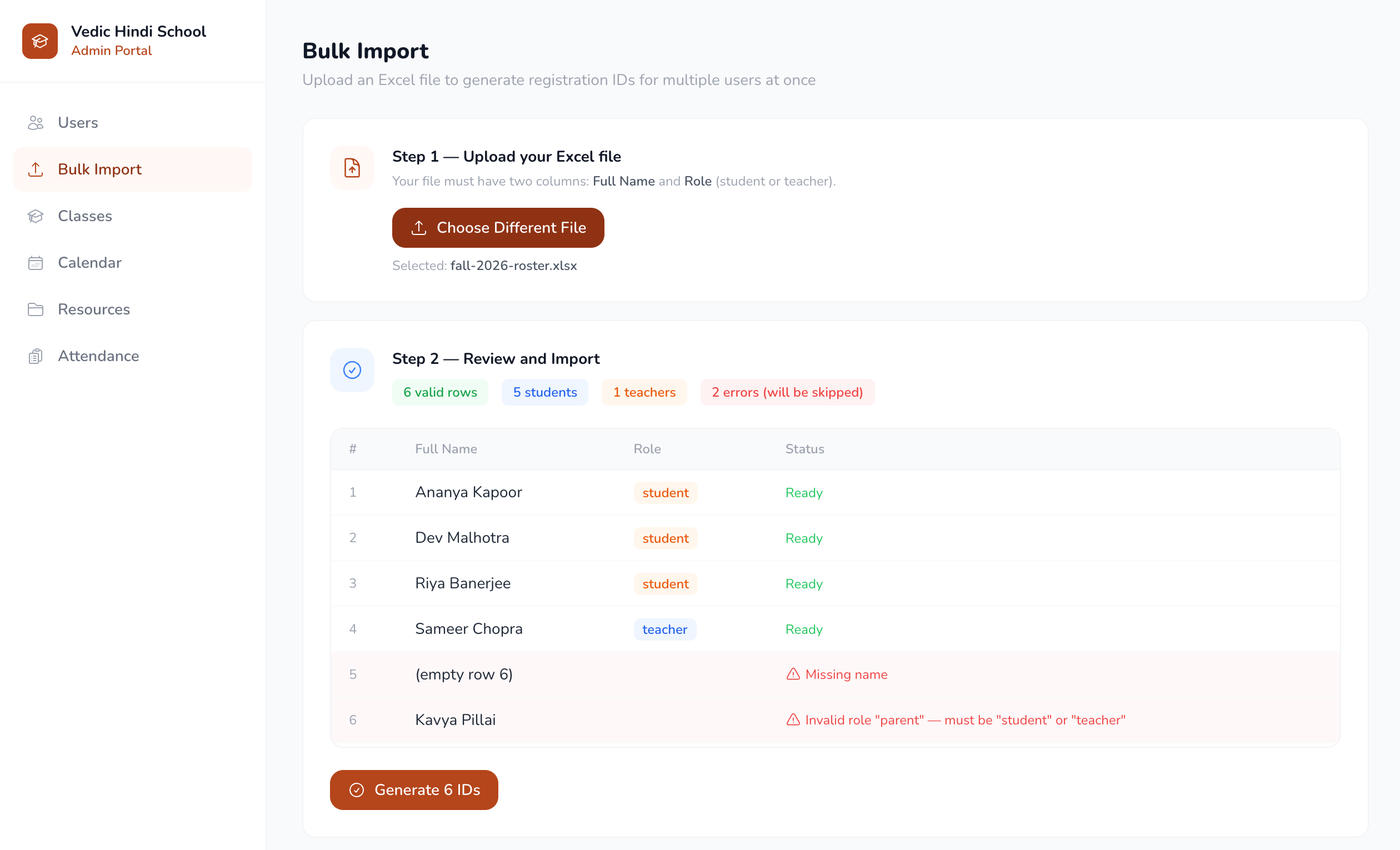 Vedic Hindi School
Admin Portal
Users
Bulk Import
Classes
Calendar
Resources
Attendance
Bulk Import
Upload an Excel file to generate registration IDs for multiple users at once
Step 1 — Upload your Excel file
Your file must have two columns: Full Name and Role (student or teacher).
Choose Different File
Selected: fall-2026-roster.xlsx
Step 2 — Review and Import
6 valid rows 5 students 1 teachers 2 errors (will be skipped)
# Full Name Role Status
1 Ananya Kapoor student Ready
2 Dev Malhotra student Ready
3 Riya Banerjee student Ready
4 Sameer Chopra teacher Ready
5 (empty row 6) Missing name
6 Kavya Pillai Invalid role "parent" — must be "student" or "teacher"
Generate 6 IDs